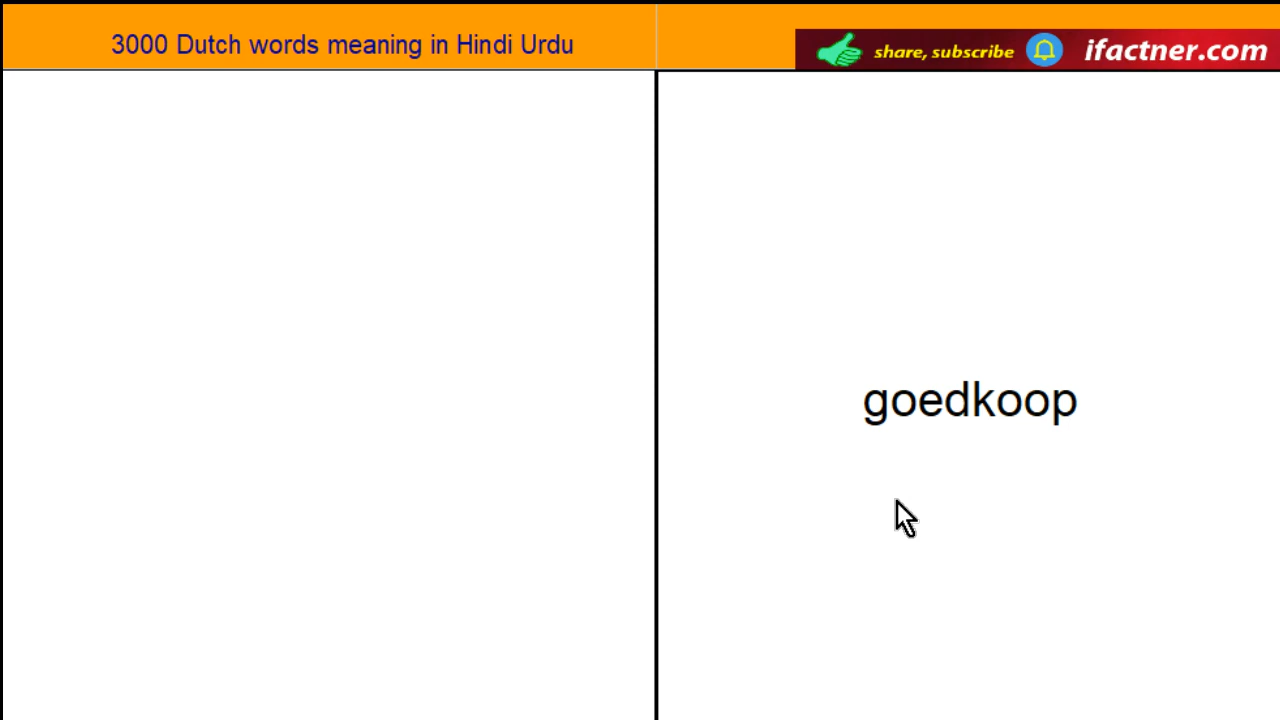 3000 Dutch words meaning in Hindi Urdu
share, subscribe
ifactner.com
goedkoop